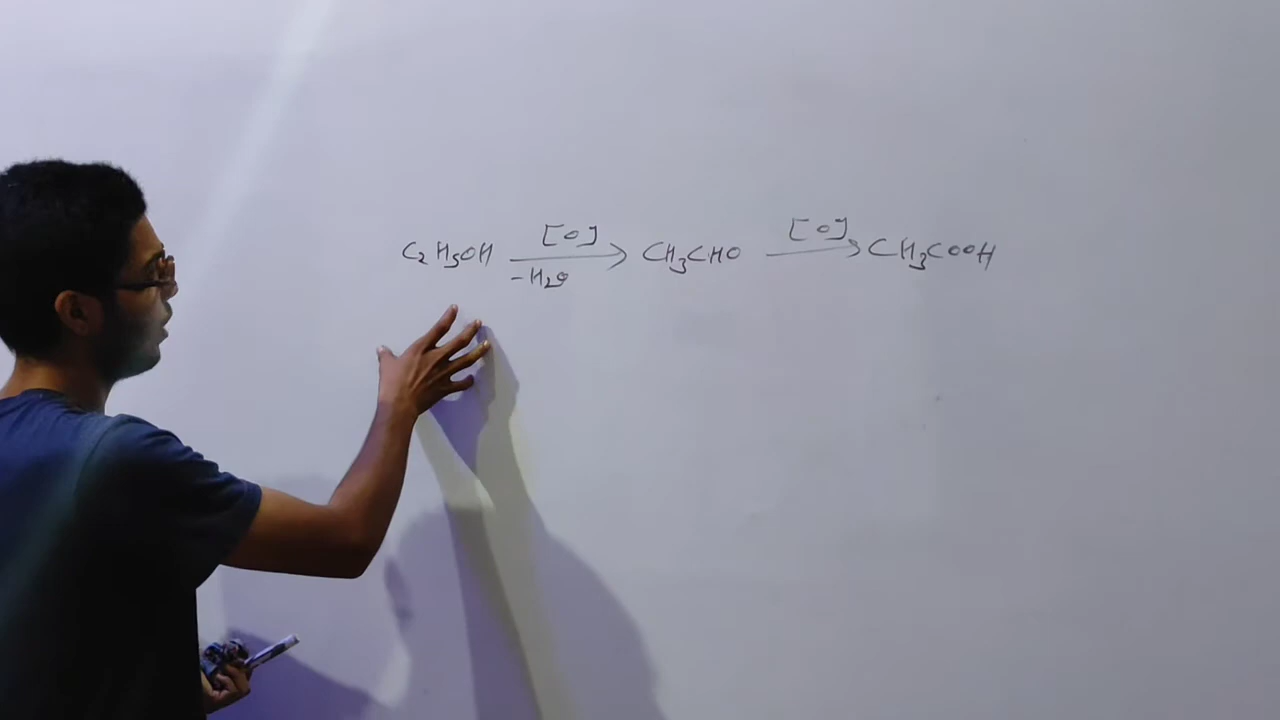 C2H5OH [O] → -H2O CH3CHO [O] → CH3COOH